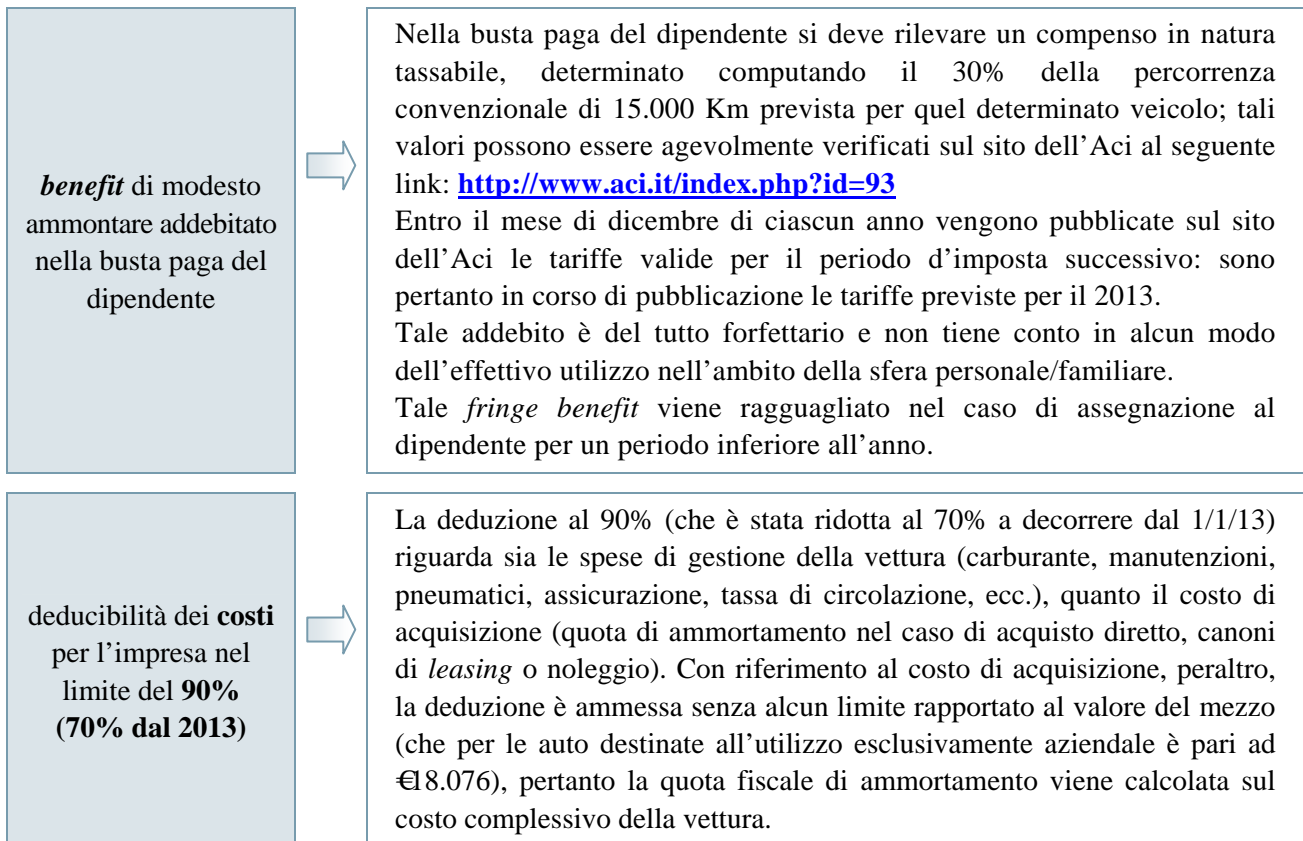 benefit di modesto
ammontare addebitato
nella busta paga del
dipendente
Nella busta paga del dipendente si deve rilevare un compenso in natura
tassabile, determinato computando il 30% della percorrenza
convenzionale di 15.000 Km prevista per quel determinato veicolo; tali
valori possono essere agevolmente verificati sul sito dell’Aci al seguente
link: http://www.aci.it/index.php?id=93
Entro il mese di dicembre di ciascun anno vengono pubblicate sul sito
dell’Aci le tariffe valide per il periodo d’imposta successivo: sono
pertanto in corso di pubblicazione le tariffe previste per il 2013.
Tale addebito è del tutto forfettario e non tiene conto in alcun modo
dell’effettivo utilizzo nell’ambito della sfera personale/familiare.
Tale fringe benefit viene ragguagliato nel caso di assegnazione al
dipendente per un periodo inferiore all’anno.
deducibilità dei costi
per l’impresa nel
limite del 90%
(70% dal 2013)
La deduzione al 90% (che è stata ridotta al 70% a decorrere dal 1/1/13)
riguarda sia le spese di gestione della vettura (carburante, manutenzioni,
pneumatici, assicurazione, tassa di circolazione, ecc.), quanto il costo di
acquisizione (quota di ammortamento nel caso di acquisto diretto, canoni
di leasing o noleggio). Con riferimento al costo di acquisizione, peraltro,
la deduzione è ammessa senza alcun limite rapportato al valore del mezzo
(che per le auto destinate all’utilizzo esclusivamente aziendale è pari ad
€18.076), pertanto la quota fiscale di ammortamento viene calcolata sul
costo complessivo della vettura.